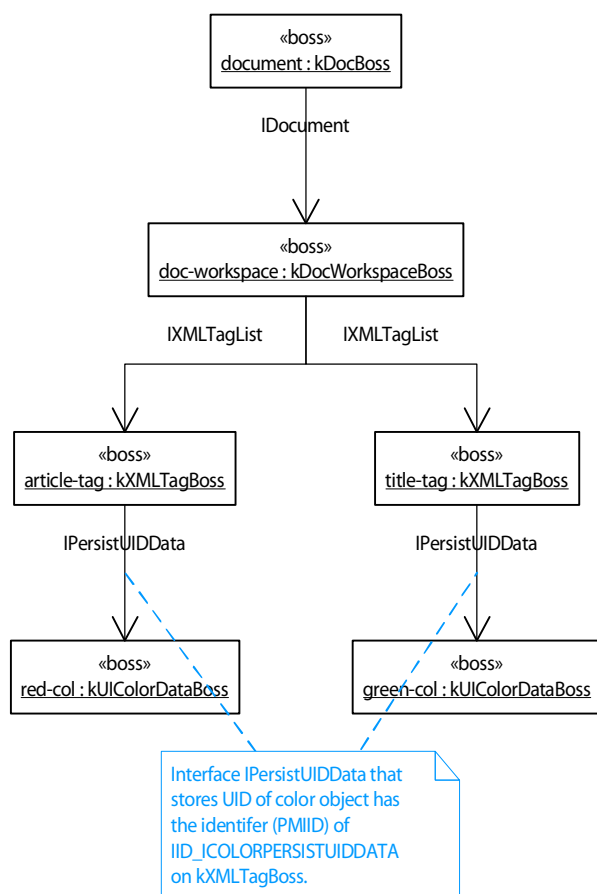 «boss»
document : kDocBoss
IDocument
«boss»
doc-workspace : kDocWorkspaceBoss
IXMLTagList
IXMLTagList
«boss»
article-tag : kXMLTagBoss
«boss»
title-tag : kXMLTagBoss
IPersistUIDData
IPersistUIDData
«boss»
red-col : kUIColorDataBoss
«boss»
green-col : kUIColorDataBoss
Interface IPersistUIDData that
stores UID of color object has
the identifer (PMIID) of
IID_ICOLORPERSISTUIDDATA
on kXMLTagBoss.